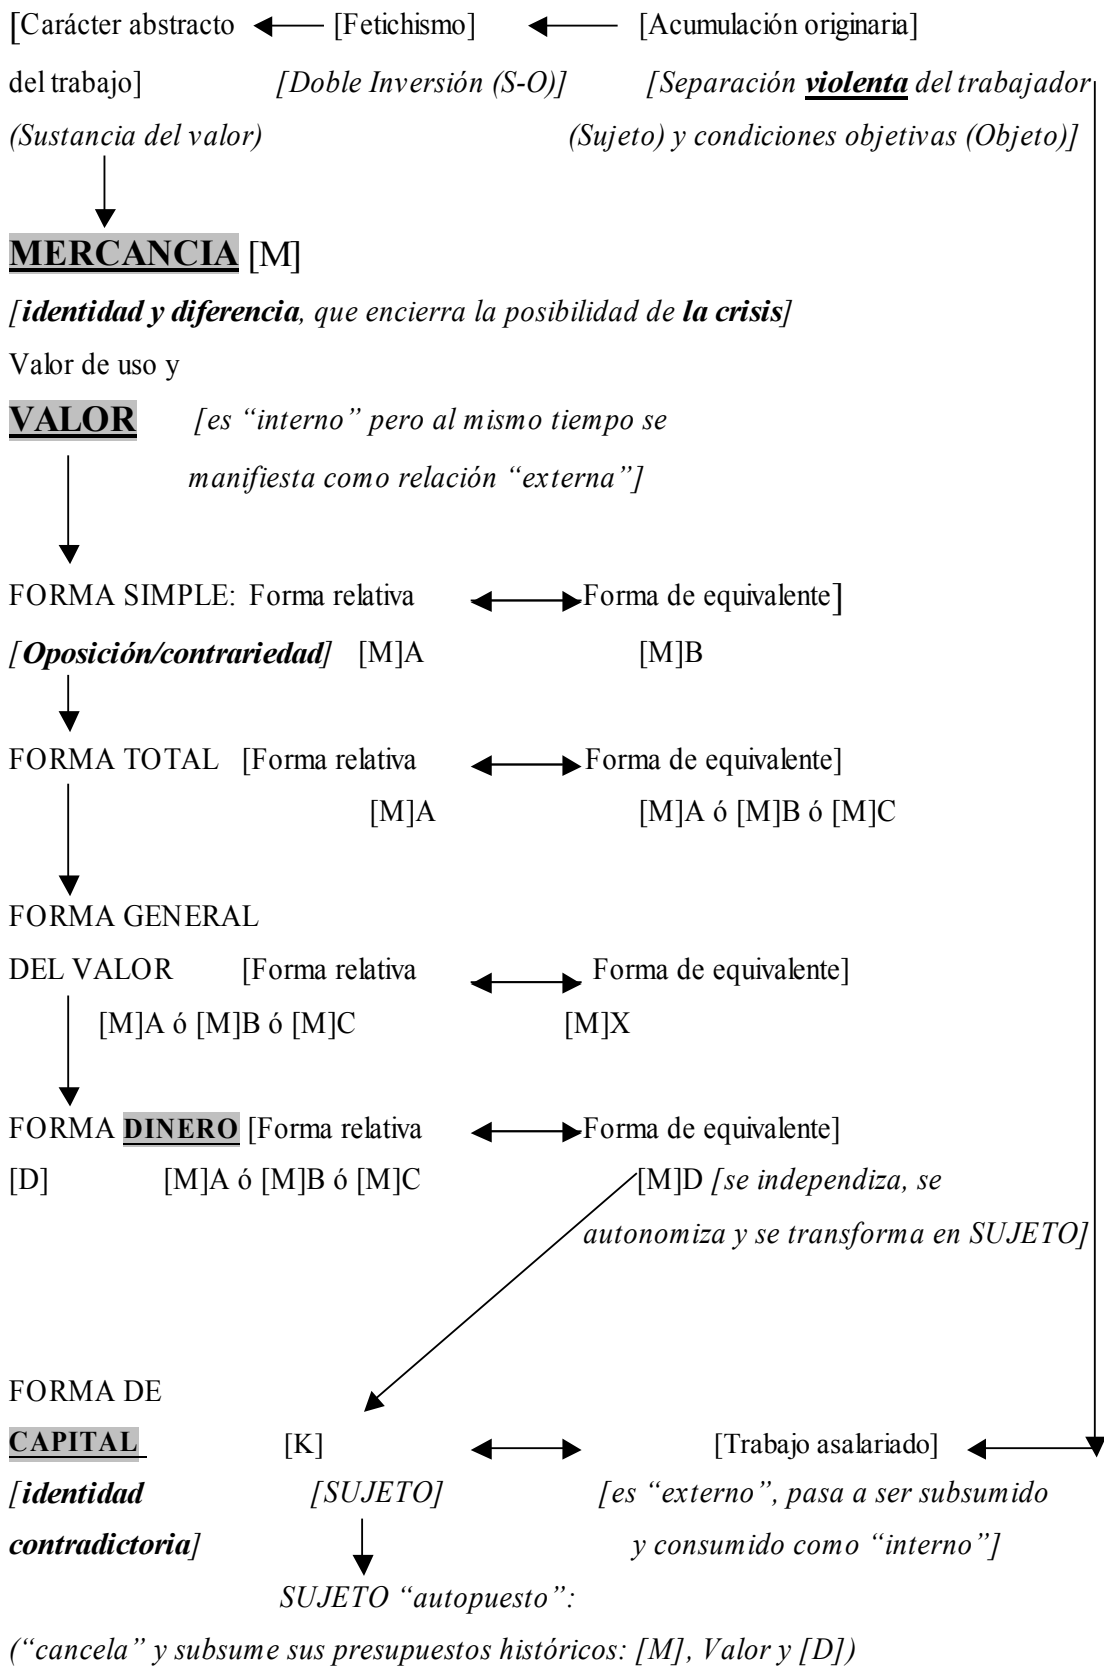 [Carácter abstracto [Fetichismo] [Acumulación originaria]
del trabajo] [Doble Inversión (S-O)] [Separación violenta del trabajador
(Sustancia del valor) (Sujeto) y condiciones objetivas (Objeto)]
MERCANCIA [M]
[identidad y diferencia, que encierra la posibilidad de la crisis]
Valor de uso y
VALOR [es “interno” pero al mismo tiempo se
manifiesta como relación “externa”]
FORMA SIMPLE: Forma relativa Forma de equivalente]
[Oposición/contrariedad] [M]A [M]B
FORMA TOTAL [Forma relativa Forma de equivalente]
[M]A [M]A ó [M]B ó [M]C
FORMA GENERAL
DEL VALOR [Forma relativa Forma de equivalente]
[M]A ó [M]B ó [M]C [M]X
FORMA DINERO [Forma relativa Forma de equivalente]
[D] [M]A ó [M]B ó [M]C [M]D [se independiza, se
autonomiza y se transforma en SUJETO]
FORMA DE
CAPITAL [K] [Trabajo asalariado]
[identidad [SUJETO] [es “externo”, pasa a ser subsumido
contradictoria] y consumido como “interno”]
SUJETO “autopuesto”:
(“cancela” y subsume sus presupuestos históricos: [M], Valor y [D])